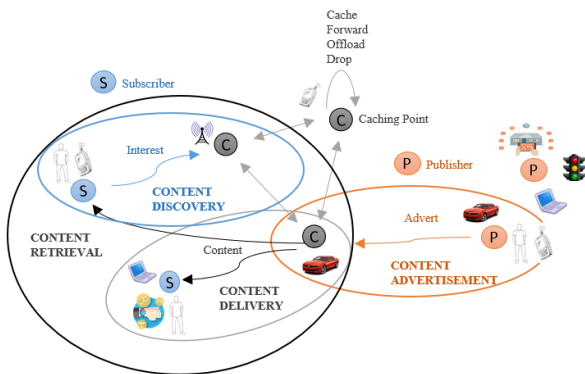 Cache
Forward
Offload
Drop
S Subscriber
C Caching Point
C
Interest
P Publisher
P
S
CONTENT
DISCOVERY
Advert
P
C
CONTENT
RETRIEVAL
Content
CONTENT
ADVERTISEMENT
S
CONTENT
DELIVERY